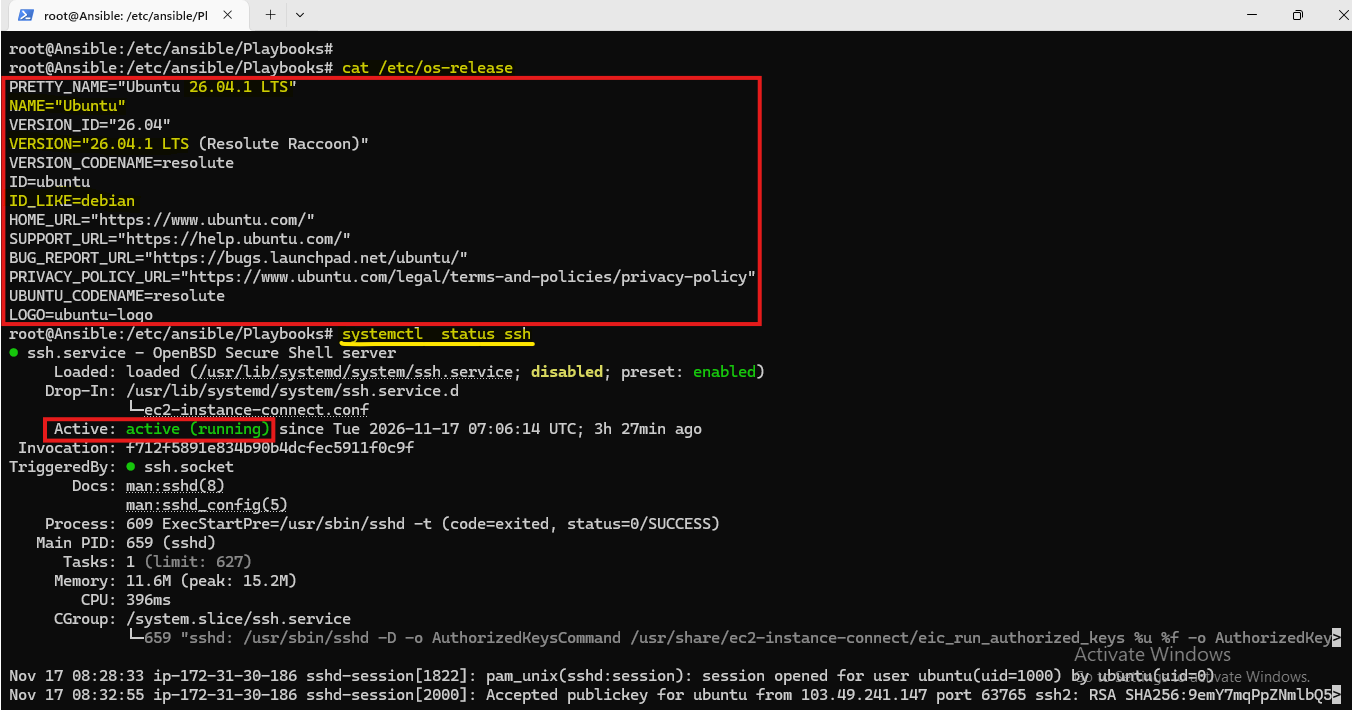 root@Ansible: /etc/ansible/Pl
root@Ansible:/etc/ansible/Playbooks#
root@Ansible:/etc/ansible/Playbooks# cat /etc/os-release
PRETTY_NAME="Ubuntu 26.04.1 LTS"
NAME="Ubuntu"
VERSION_ID="26.04"
VERSION="26.04.1 LTS (Resolute Raccoon)"
VERSION_CODENAME=resolute
ID=ubuntu
ID_LIKE=debian
HOME_URL="https://www.ubuntu.com/"
SUPPORT_URL="https://help.ubuntu.com/"
BUG_REPORT_URL="https://bugs.launchpad.net/ubuntu/"
PRIVACY_POLICY_URL="https://www.ubuntu.com/legal/terms-and-policies/privacy-policy"
UBUNTU_CODENAME=resolute
LOGO=ubuntu-logo
root@Ansible:/etc/ansible/Playbooks# systemctl  status ssh
● ssh.service - OpenBSD Secure Shell server
Loaded: loaded (/usr/lib/systemd/system/ssh.service; disabled; preset: enabled)
Drop-In: /usr/lib/systemd/system/ssh.service.d
└─ec2-instance-connect.conf
Active: active (running) since Tue 2026-11-17 07:06:14 UTC; 3h 27min ago
Invocation: f712f5891e834b90b4dcfec5911f0c9f
TriggeredBy: ● ssh.socket
Docs: man:sshd(8)
man:sshd_config(5)
Process: 609 ExecStartPre=/usr/sbin/sshd -t (code=exited, status=0/SUCCESS)
Main PID: 659 (sshd)
Tasks: 1 (limit: 627)
Memory: 11.6M (peak: 15.2M)
CPU: 396ms
CGroup: /system.slice/ssh.service
└─659 "sshd: /usr/sbin/sshd -D -o AuthorizedKeysCommand /usr/share/ec2-instance-connect/eic_run_authorized_keys %u %f -o AuthorizedKey>
Activate Windows
Nov 17 08:28:33 ip-172-31-30-186 sshd-session[1822]: pam_unix(sshd:session): session opened for user ubuntu(uid=1000) by ubuntu(uid=0)
Go to Settings to activate Windows.
Nov 17 08:32:55 ip-172-31-30-186 sshd-session[2000]: Accepted publickey for ubuntu from 103.49.241.147 port 63765 ssh2: RSA SHA256:9emY7mqPpZNmlbQ5>